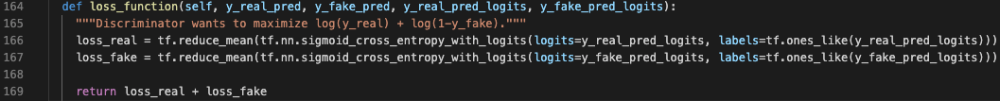 164 def loss_function(self, y_real_pred, y_fake_pred, y_real_pred_logits, y_fake_pred_logits):
165 """Discriminator wants to maximize log(y_real) + log(1-y_fake)."""
166 loss_real = tf.reduce_mean(tf.nn.sigmoid_cross_entropy_with_logits(logits=y_real_pred_logits, labels=tf.ones_like(y_real_pred_logits)))
167 loss_fake = tf.reduce_mean(tf.nn.sigmoid_cross_entropy_with_logits(logits=y_fake_pred_logits, labels=tf.ones_like(y_fake_pred_logits)))
168
169 return loss_real + loss_fake